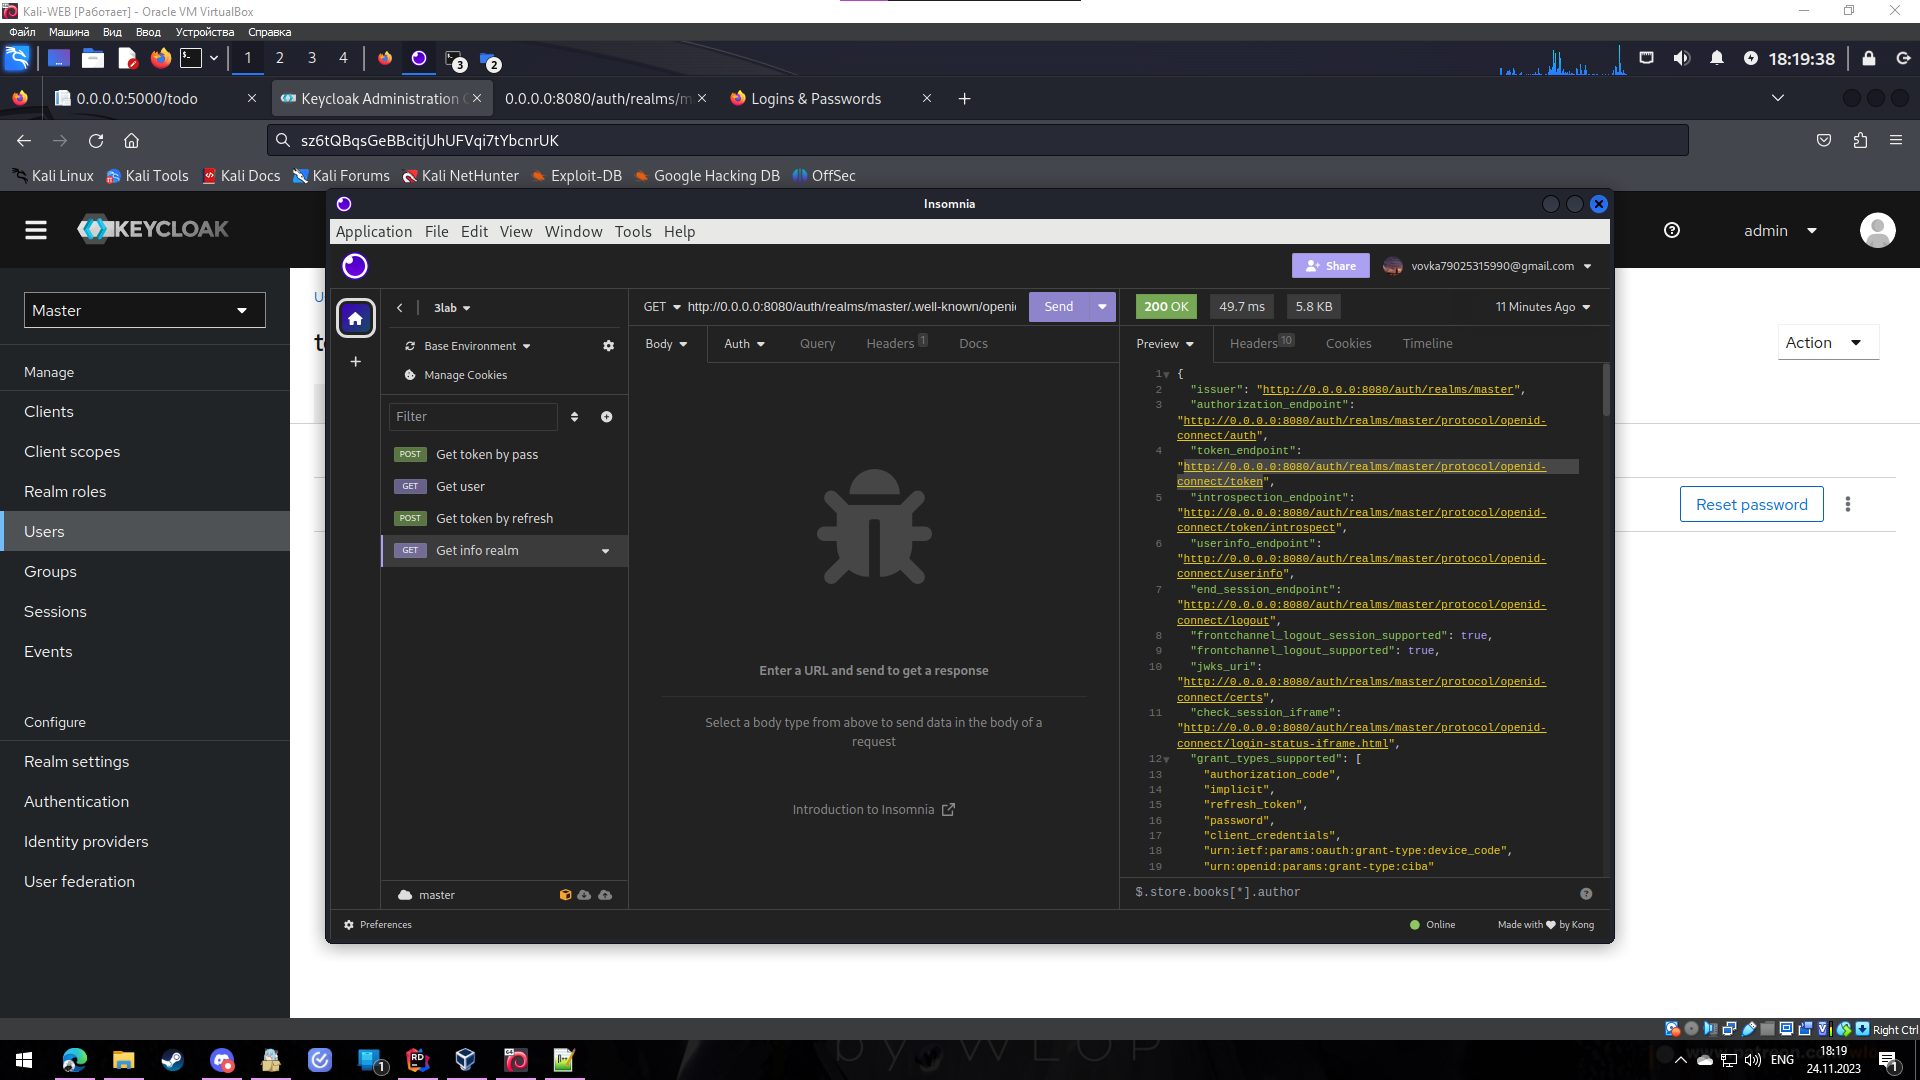 Kali-WEB [Работает] - Oracle VM VirtualBox
Файл Машина Вид Ввод Устройства Справка
1 2 3 4 3 2 18:19:38
0.0.0.0:5000/todo Keycloak Administration C 0.0.0.0:8080/auth/realms/m Logins & Passwords
sz6tQBqsGeBBcitjUhUFVqi7tYbcnrUK
Kali Linux Kali Tools Kali Docs Kali Forums Kali NetHunter Exploit-DB Google Hacking DB OffSec
Insomnia
Application File Edit View Window Tools Help
KEYCLOAK
admin
Share vovka79025315990@gmail.com
Master
Manage
Clients
Client scopes
Realm roles
Users
Groups
Sessions
Events
Configure
Realm settings
Authentication
Identity providers
User federation
Action
Reset password
3lab
Base Environment
Manage Cookies
Filter
POST Get token by pass
GET Get user
POST Get token by refresh
GET Get info realm
master
Preferences
GET http://0.0.0.0:8080/auth/realms/master/.well-known/openid Send
Body Auth Query Headers 1 Docs
Enter a URL and send to get a response
Select a body type from above to send data in the body of a
request
Introduction to Insomnia
200 OK 49.7 ms 5.8 KB 11 Minutes Ago
Preview Headers 10 Cookies Timeline
1 {
2 "issuer": "http://0.0.0.0:8080/auth/realms/master",
3 "authorization_endpoint":
"http://0.0.0.0:8080/auth/realms/master/protocol/openid-
connect/auth",
4 "token_endpoint":
"http://0.0.0.0:8080/auth/realms/master/protocol/openid-
connect/token",
5 "introspection_endpoint":
"http://0.0.0.0:8080/auth/realms/master/protocol/openid-
connect/token/introspect",
6 "userinfo_endpoint":
"http://0.0.0.0:8080/auth/realms/master/protocol/openid-
connect/userinfo",
7 "end_session_endpoint":
"http://0.0.0.0:8080/auth/realms/master/protocol/openid-
connect/logout",
8 "frontchannel_logout_session_supported": true,
9 "frontchannel_logout_supported": true,
10 "jwks_uri":
"http://0.0.0.0:8080/auth/realms/master/protocol/openid-
connect/certs",
11 "check_session_iframe":
"http://0.0.0.0:8080/auth/realms/master/protocol/openid-
connect/login-status-iframe.html",
12 "grant_types_supported": [
13 "authorization_code",
14 "implicit",
15 "refresh_token",
16 "password",
17 "client_credentials",
18 "urn:ietf:params:oauth:grant-type:device_code",
19 "urn:openid:params:grant-type:ciba"
$.store.books[*].author
Online Made with by Kong
Right Ctrl
by WLOP
1 ENG 18:19
24.11.2023 1